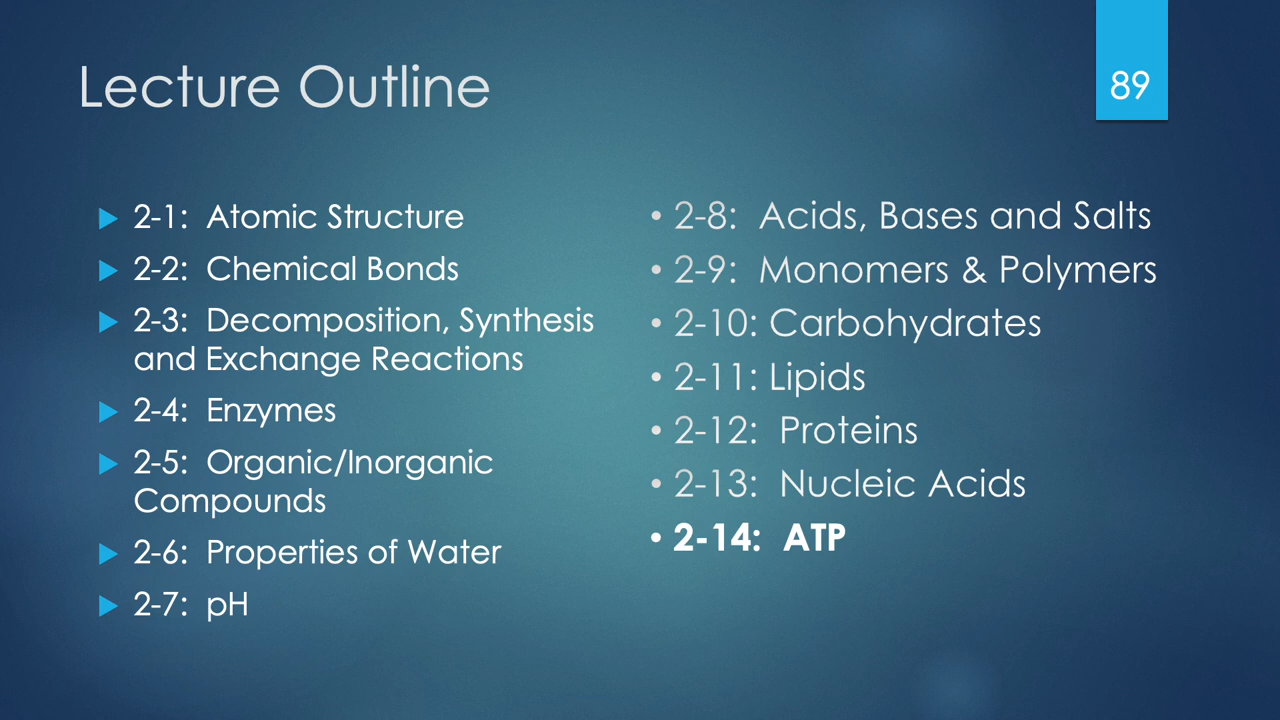 Lecture Outline
89
2-1: Atomic Structure
2-2: Chemical Bonds
2-3: Decomposition, Synthesis
and Exchange Reactions
2-4: Enzymes
2-5: Organic/Inorganic
Compounds
2-6: Properties of Water
2-7: pH
• 2-8: Acids, Bases and Salts
• 2-9: Monomers & Polymers
• 2-10: Carbohydrates
• 2-11: Lipids
• 2-12: Proteins
• 2-13: Nucleic Acids
• 2-14: ATP